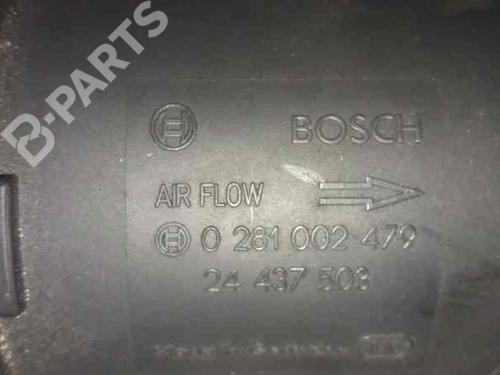 B-PARTS
BOSCH
AIR FLOW
0 281 002 479
24 437 503